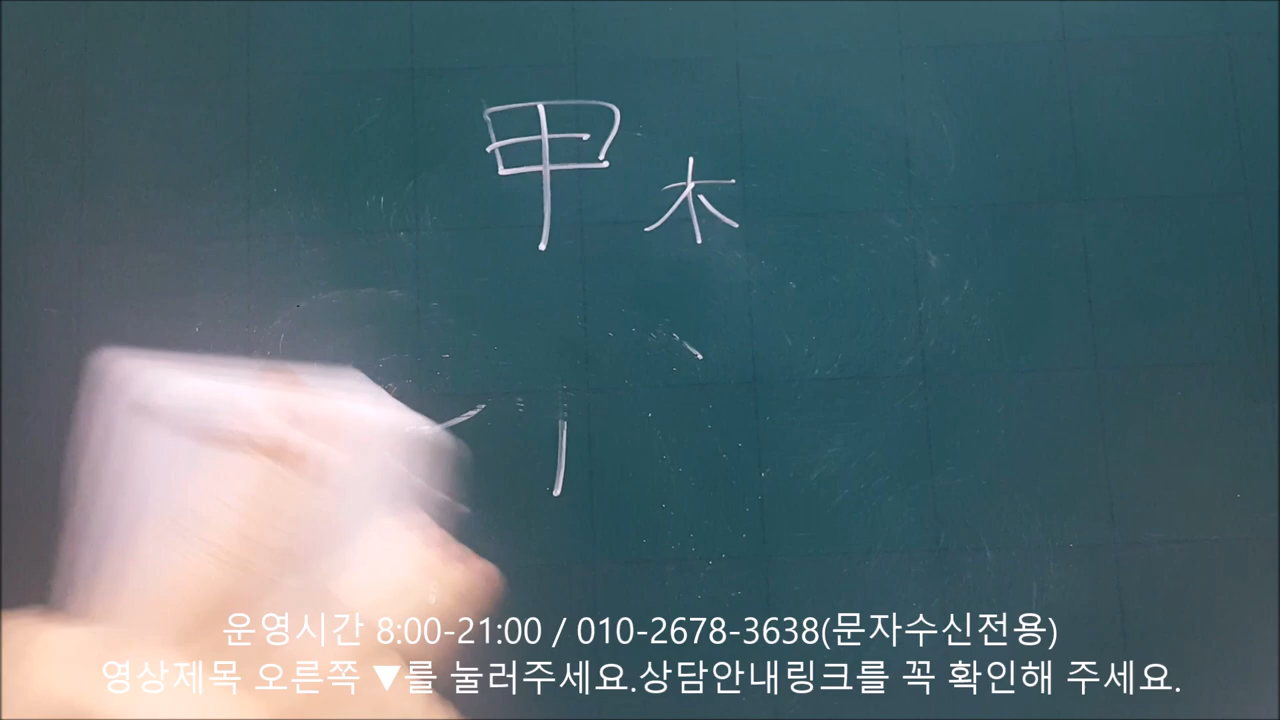 甲木
운영시간 8:00-21:00 / 010-2678-3638(문자수신전용)
영상제목 오른쪽 ▼를 눌러주세요.상담안내링크를 꼭 확인해 주세요.